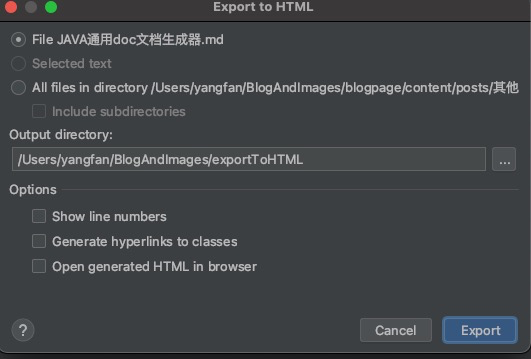 Export to HTML
File JAVA通用doc文档生成器.md
Selected text
All files in directory /Users/yangfan/BlogAndImages/blogpage/content/posts/其他
Include subdirectories
Output directory:
/Users/yangfan/BlogAndImages/exportToHTML
...
Options
Show line numbers
Generate hyperlinks to classes
Open generated HTML in browser
? Cancel Export